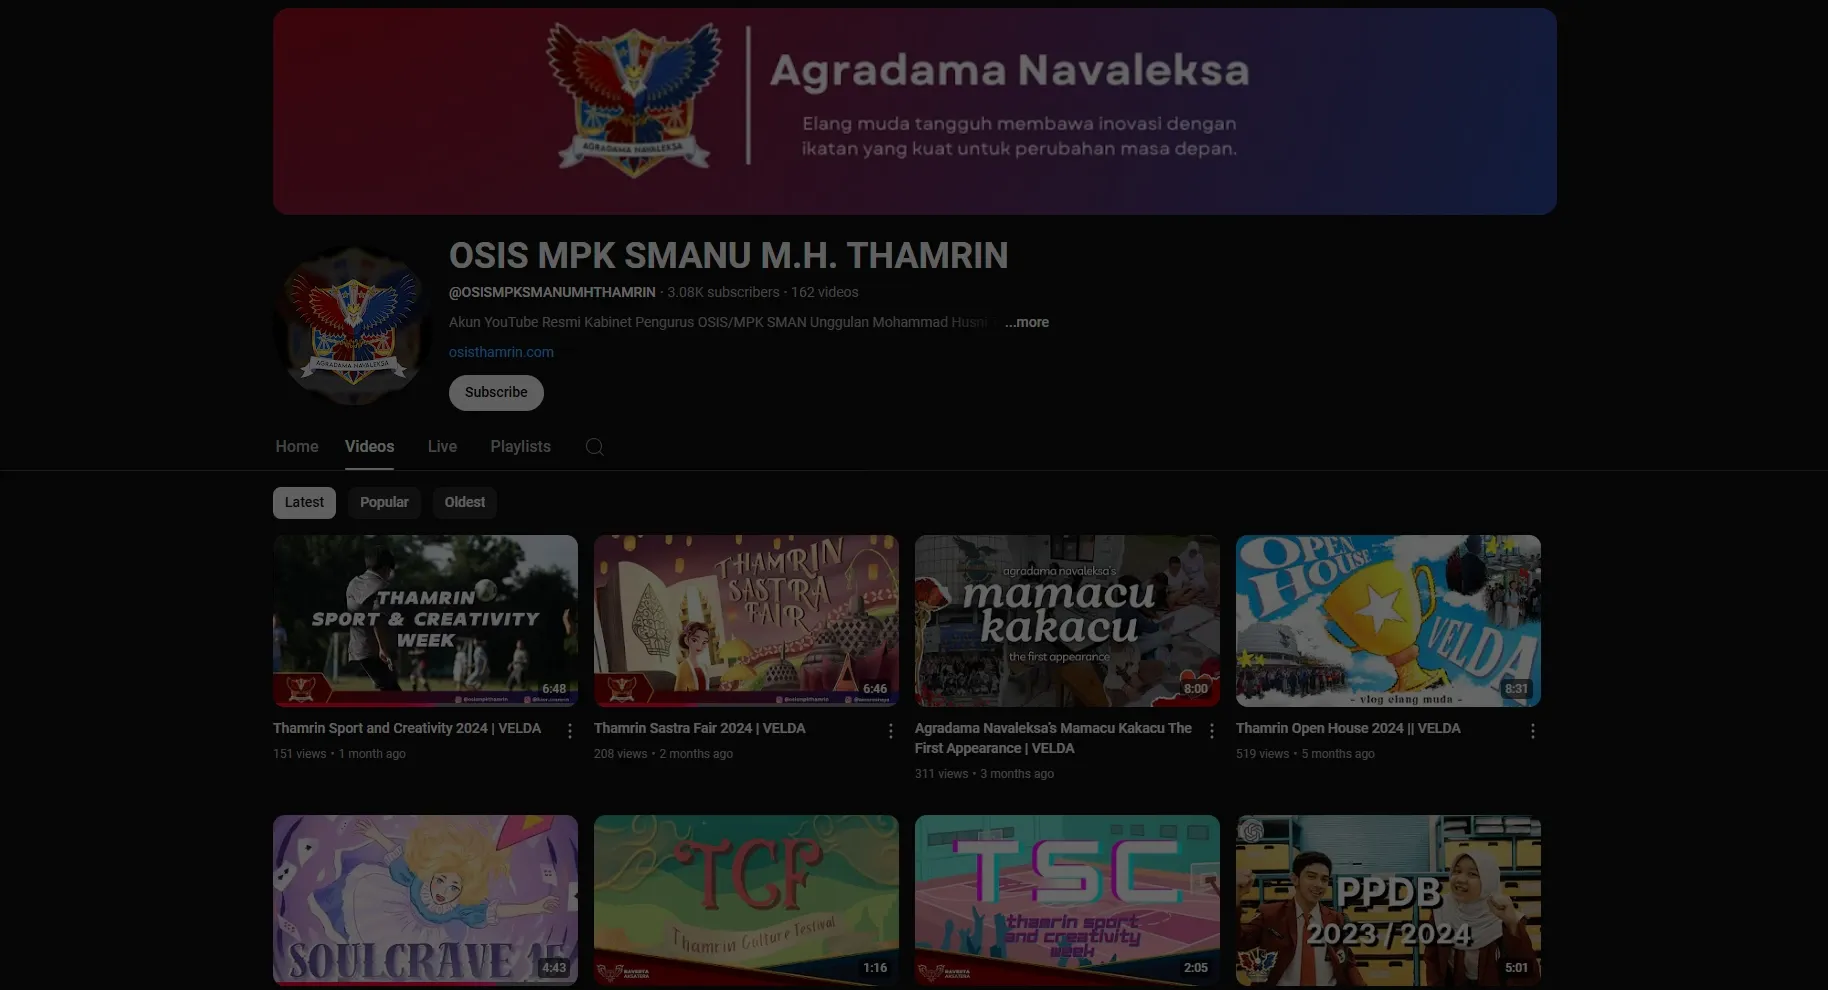 Agradama Navaleksa
Elang muda tangguh membawa inovasi dengan
ikatan yang kuat untuk perubahan masa depan.
AGRADAMA NAVALEKSA
OSIS MPK SMANU M.H. THAMRIN
@OSISMPKSMANUMHTHAMRIN · 3.08K subscribers · 162 videos
Akun YouTube Resmi Kabinet Pengurus OSIS/MPK SMAN Unggulan Mohammad Husni ...more
osisthamrin.com
AGRADAMA NAVALEKSA
Subscribe
Home Videos Live Playlists
Latest Popular Oldest
THAMRIN
SPORT & CREATIVITY
WEEK
6:48
THAMRIN
SASTRA
FAIR
6:46
agradama navaleksa's
mamacu
kakacu
the first appearance
8:00
OPEN
HOUSE
VELDA
- vlog elang muda -
8:31
Thamrin Sport and Creativity 2024 | VELDA
151 views • 1 month ago
Thamrin Sastra Fair 2024 | VELDA
208 views • 2 months ago
Agradama Navaleksa's Mamacu Kakacu The
First Appearance | VELDA
311 views • 3 months ago
Thamrin Open House 2024 || VELDA
519 views • 5 months ago
SOULCRAVE 15
4:43
TCF
Thamrin Culture Festival
1:16
TSC
thamrin sport
and creativity
week
2:05
PPDB
2023/2024
5:01